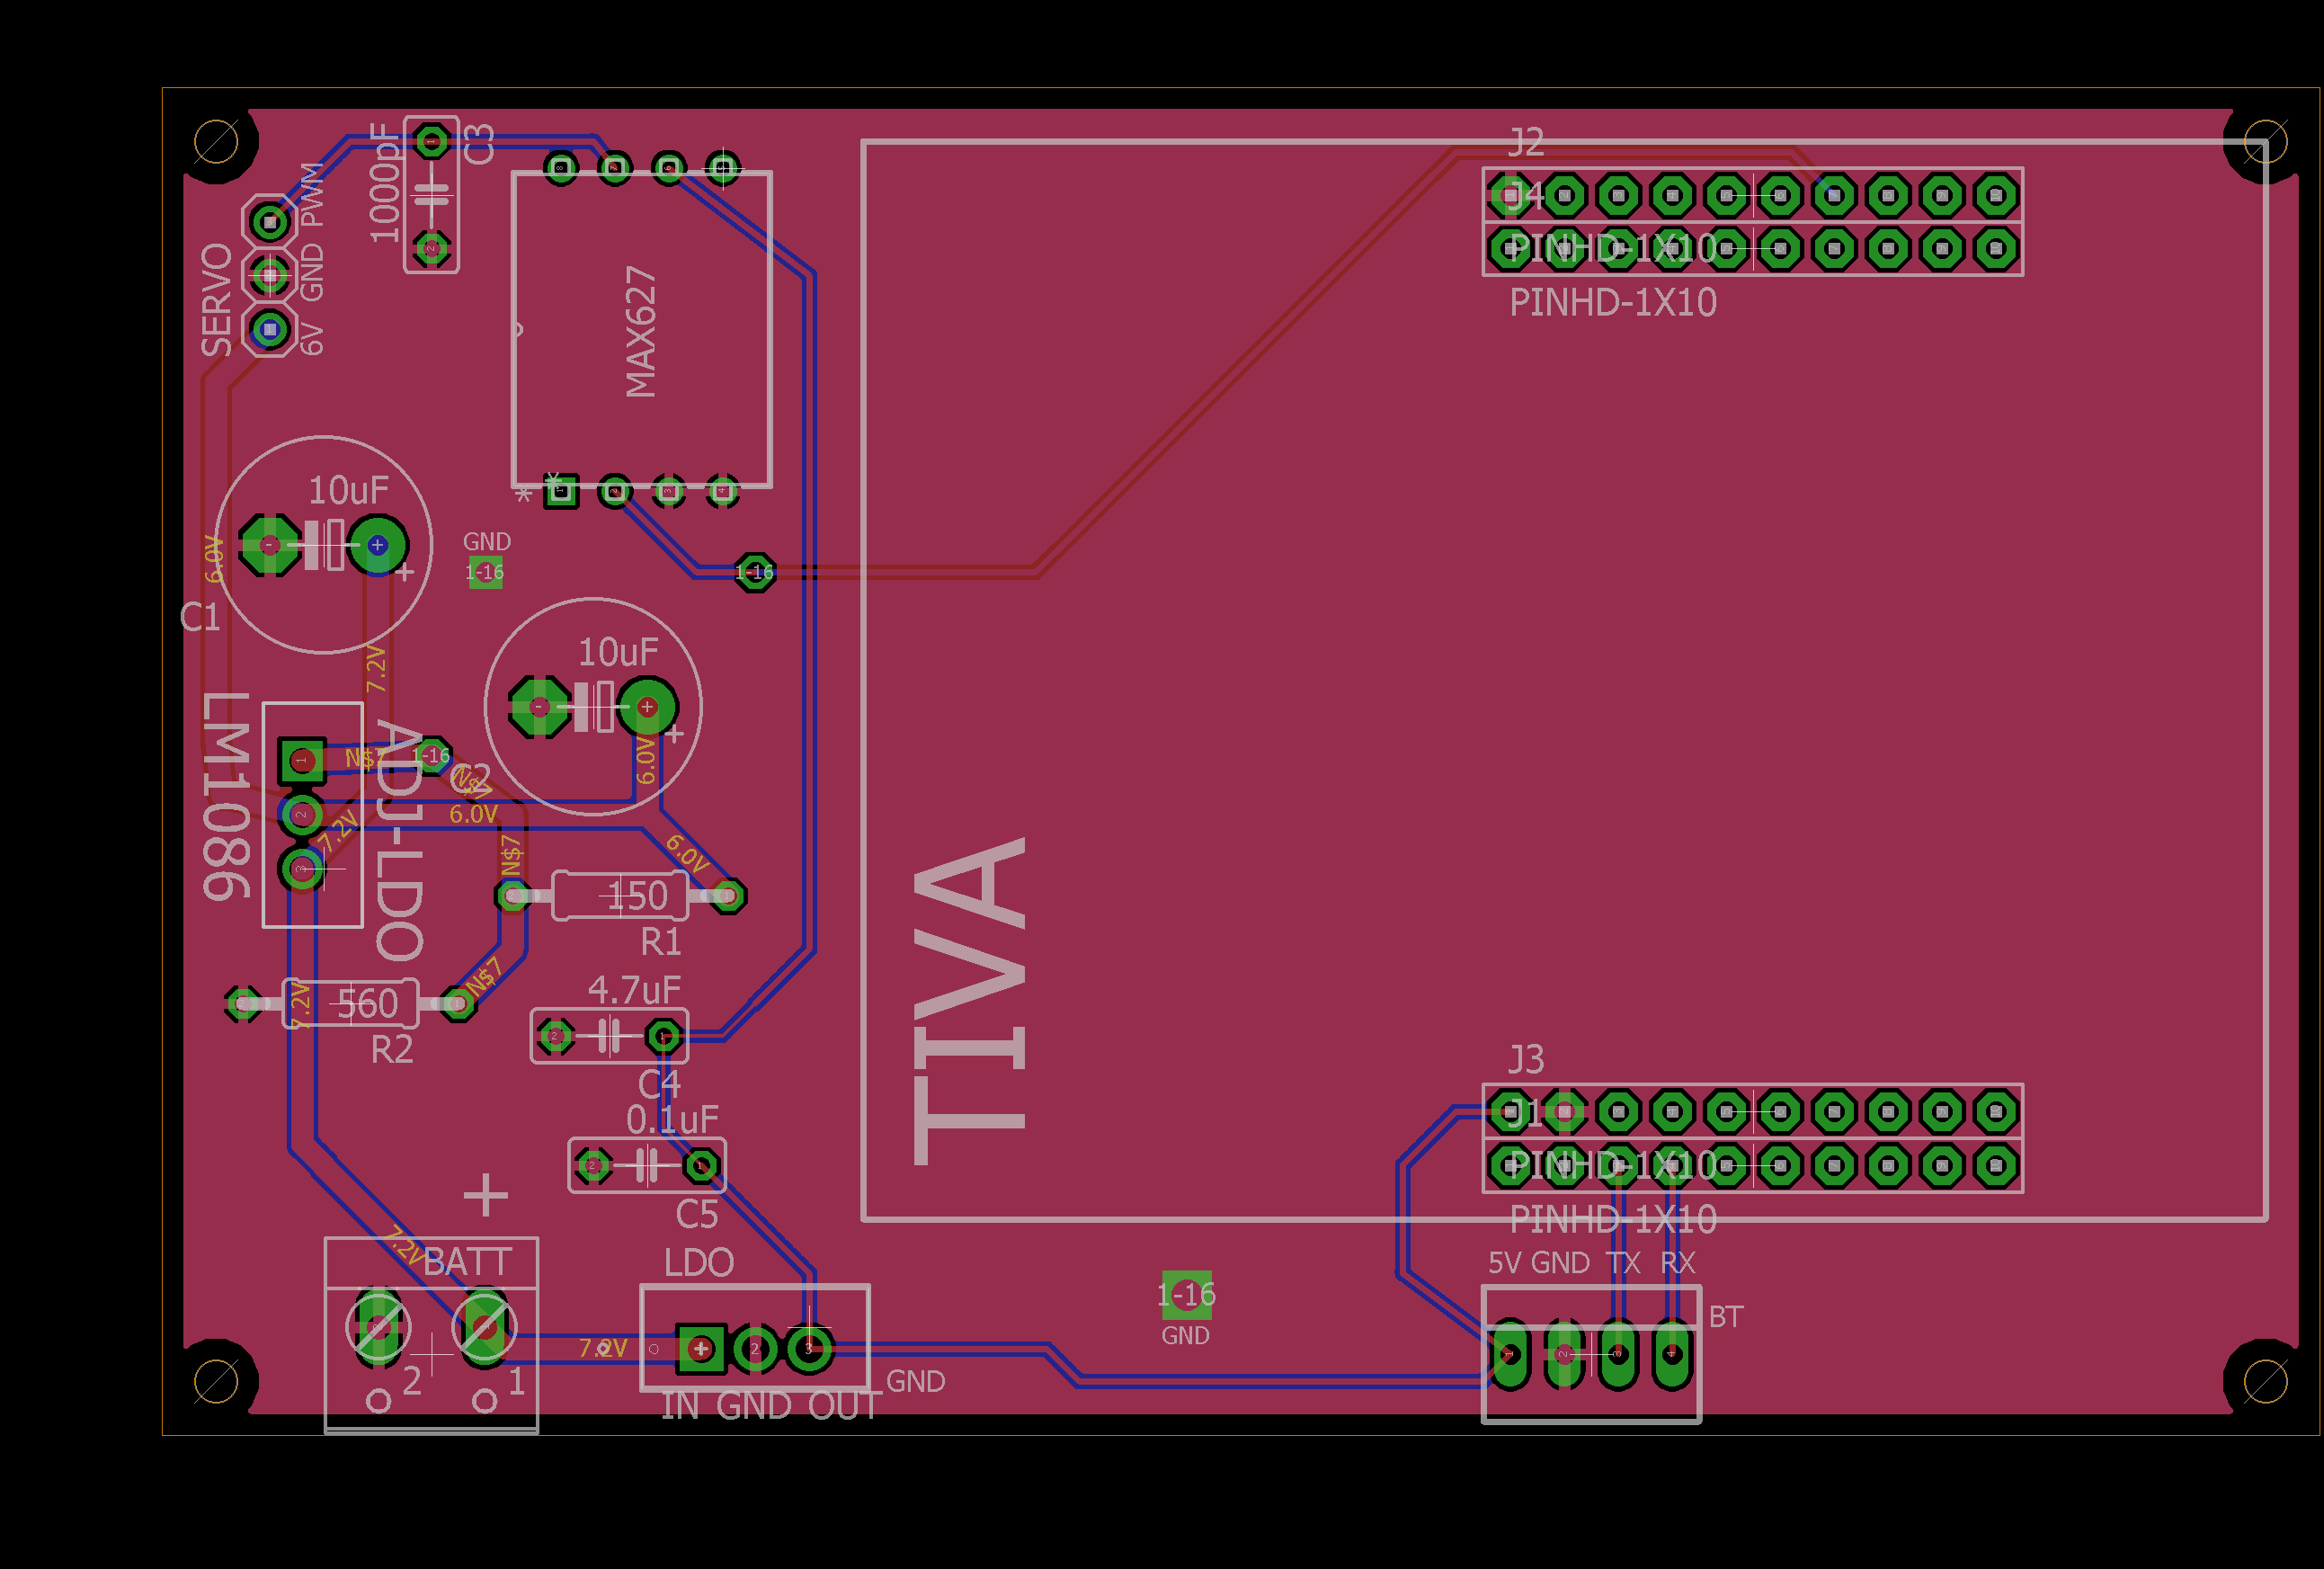 J2
J4
PINHD-1X10
PINHD-1X10
1000pF
C3
SERVO
PWM
GND
6V
MAX627
*
*
10uF
+
C1
6.0V
GND
1-16
1-16
7.2V
10uF
+
C2
6.0V
LM1086
ADJ-LDO
N$7
1-16
N$7
6.0V
7.2V
N$7
6.0V
150
R1
N$7
560
R2
7.2V
4.7uF
C4
0.1uF
C5
TIVA
J3
J1
PINHD-1X10
PINHD-1X10
5V GND TX RX
BT
+
7.2V
BATT
2
1
7.2V
LDO
IN GND OUT
GND
1-16
GND